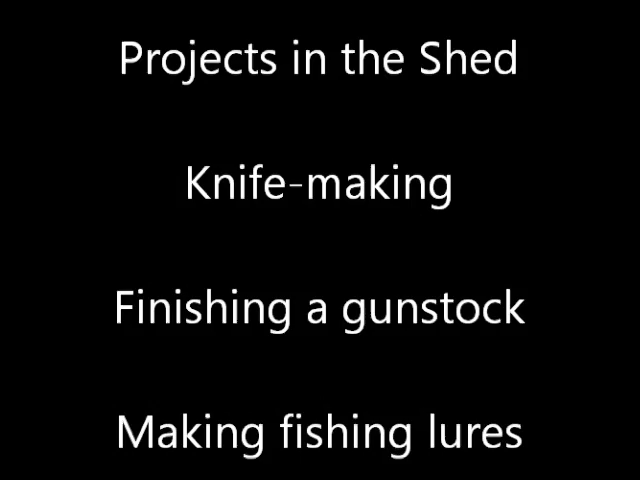 Projects in the Shed
Knife-making
Finishing a gunstock
Making fishing lures